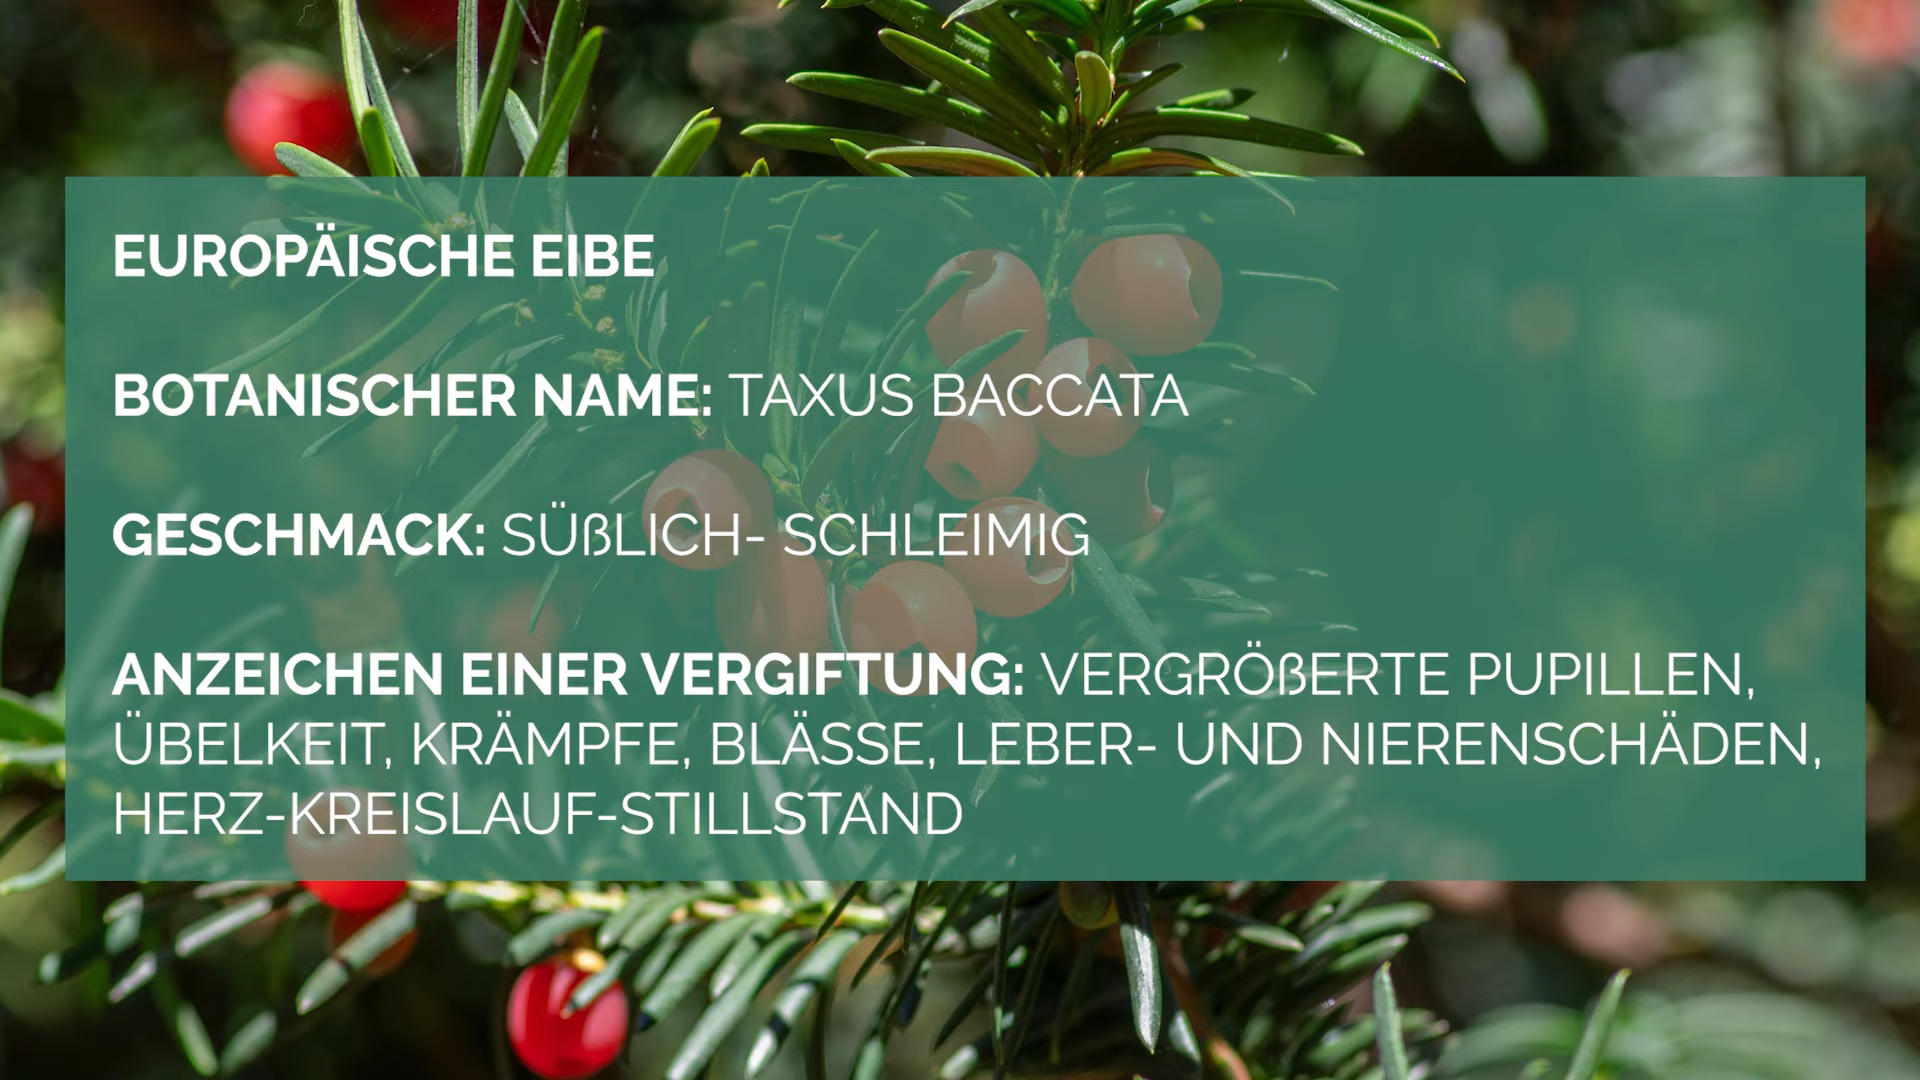 EUROPÄISCHE EIBE
BOTANISCHER NAME: TAXUS BACCATA
GESCHMACK: SÜßLICH- SCHLEIMIG
ANZEICHEN EINER VERGIFTUNG: VERGRÖßERTE PUPILLEN,
ÜBELKEIT, KRÄMPFE, BLÄSSE, LEBER- UND NIERENSCHÄDEN,
HERZ-KREISLAUF-STILLSTAND